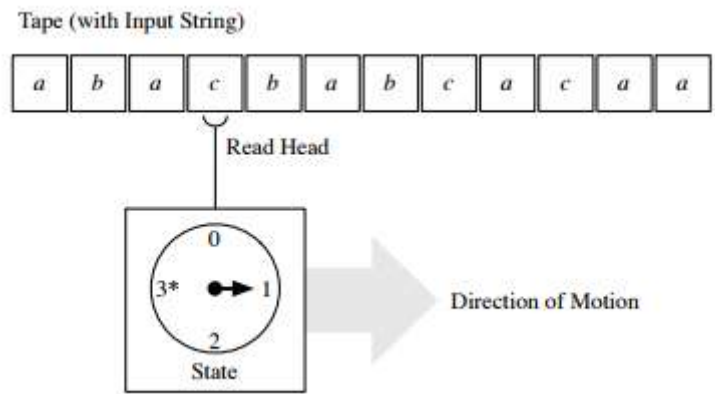 Tape (with Input String)
a b a c b a b c a c a a
Read Head
0
3* 1
2
State
Direction of Motion